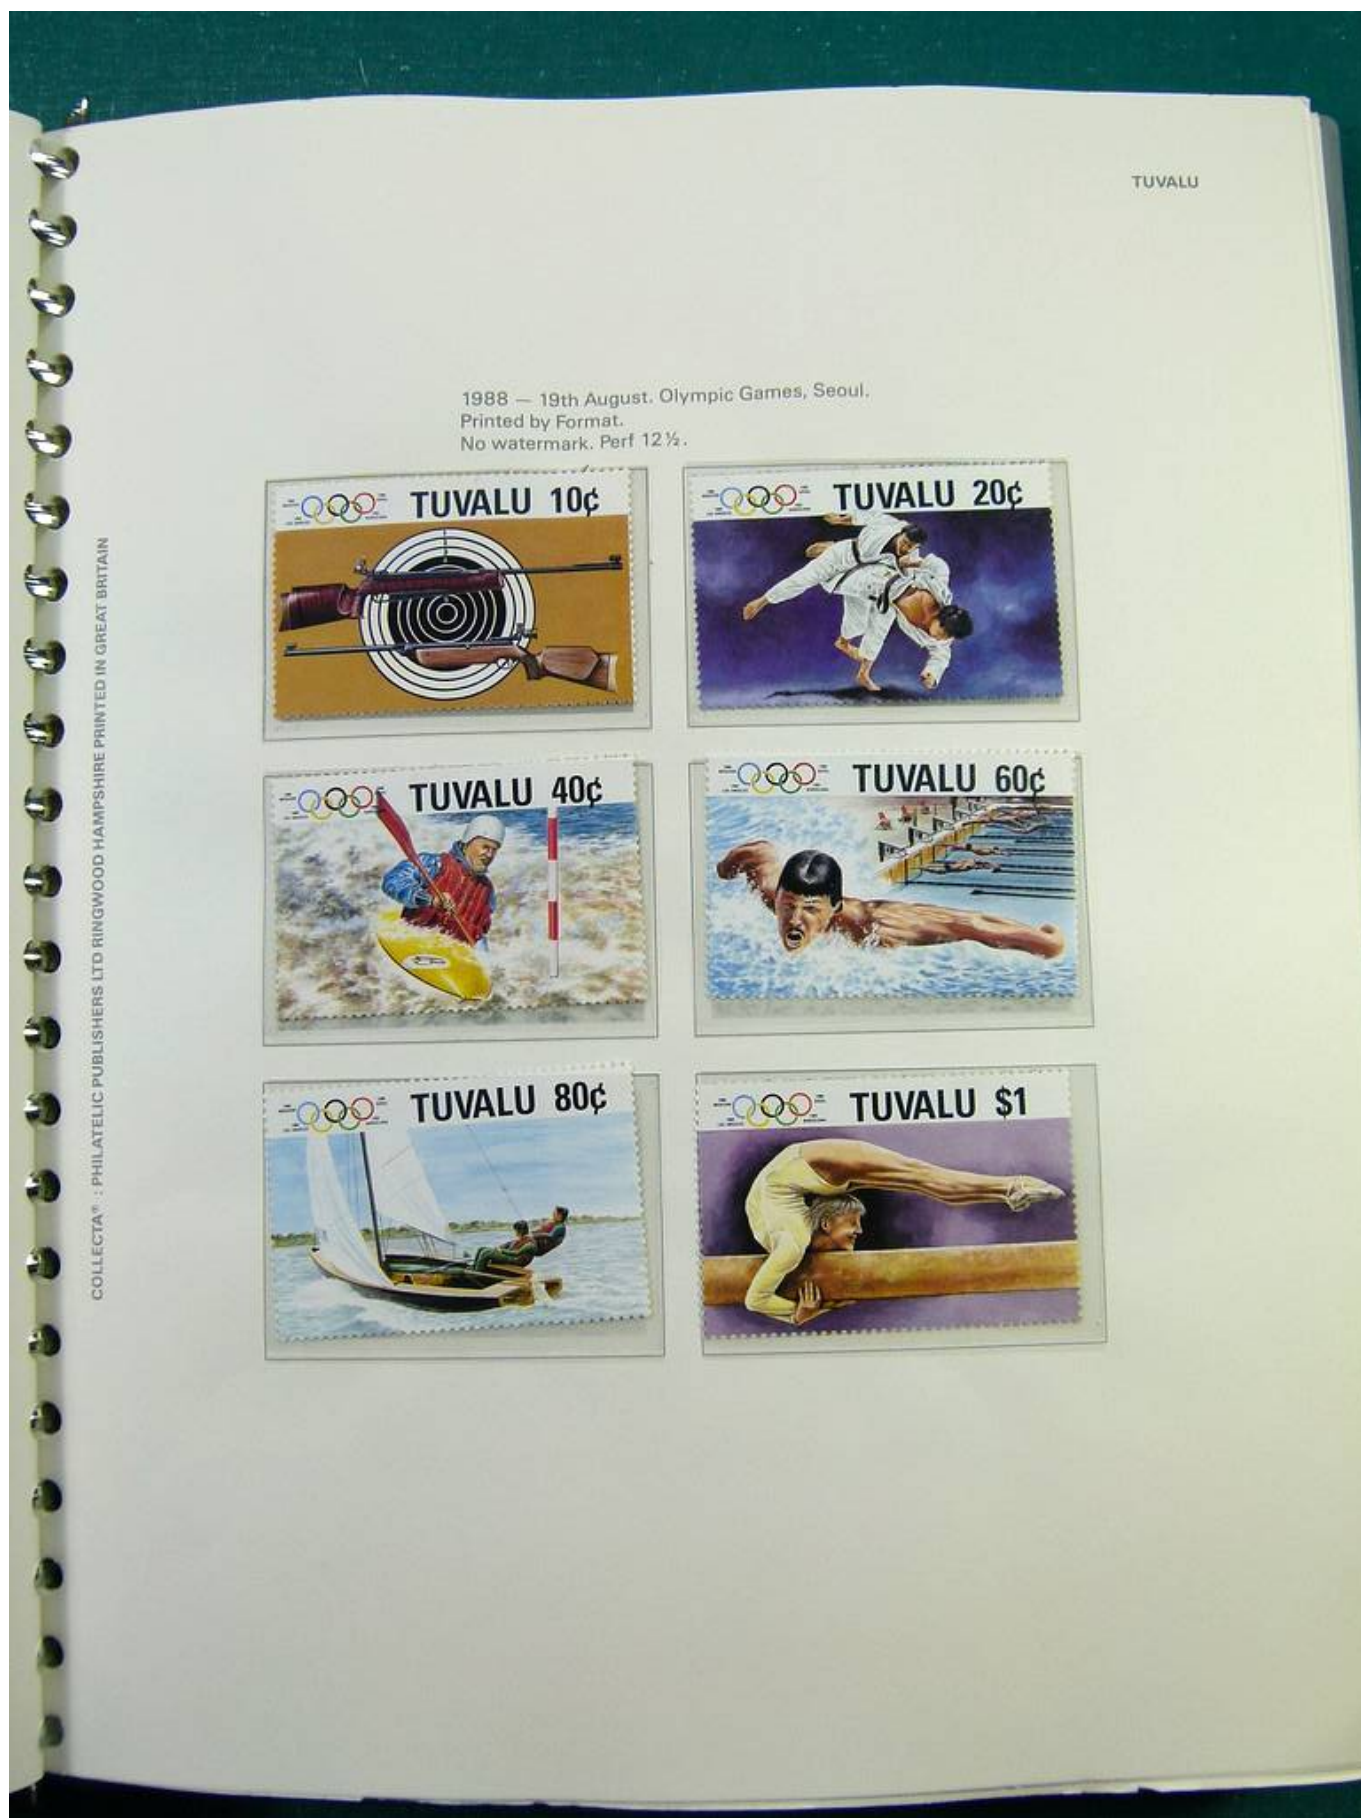 TUVALU
1988 — 19th August. Olympic Games, Seoul.
Printed by Format.
No watermark. Perf 12½.
TUVALU 10¢
TUVALU 20¢
TUVALU 40¢
TUVALU 60¢
TUVALU 80¢
TUVALU $1
COLLECTA® : PHILATELIC PUBLISHERS LTD RINGWOOD HAMPSHIRE PRINTED IN GREAT BRITAIN